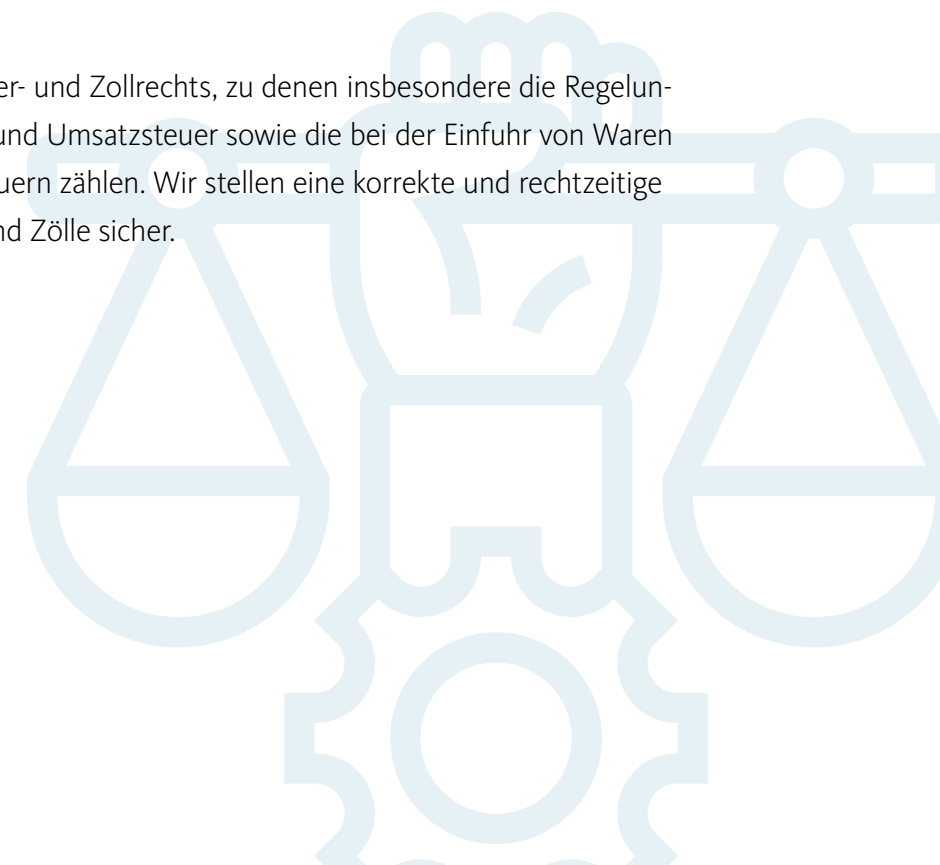 er- und Zollrechts, zu denen insbesondere die Regelun-
und Umsatzsteuer sowie die bei der Einfuhr von Waren
uern zählen. Wir stellen eine korrekte und rechtzeitige
nd Zölle sicher.